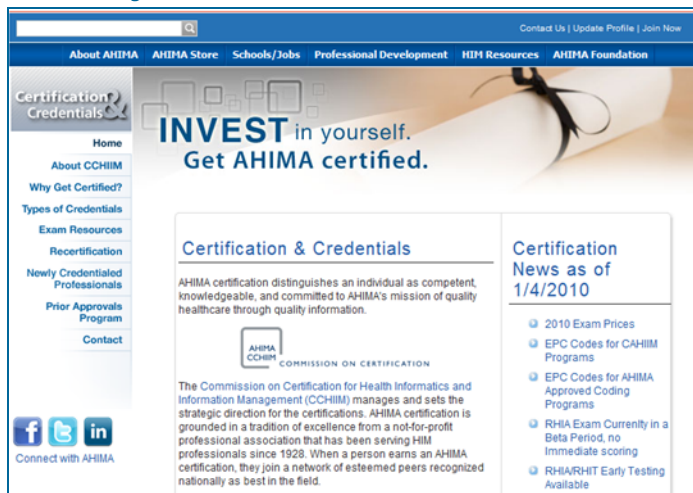 Contact Us | Update Profile | Join Now
About AHIMA AHIMA Store Schools/Jobs Professional Development HIM Resources AHIMA Foundation
Certification &
Credentials
Home
About CCHIIM
Why Get Certified?
Types of Credentials
Exam Resources
Recertification
Newly Credentialed
Professionals
Prior Approvals
Program
Contact
Connect with AHIMA
INVEST in yourself.
Get AHIMA certified.
Certification & Credentials
AHIMA certification distinguishes an individual as competent,
knowledgeable, and committed to AHIMA's mission of quality
healthcare through quality information.
AHIMA
CCHIIM
COMMISSION ON CERTIFICATION
The Commission on Certification for Health Informatics and
Information Management (CCHIIM) manages and sets the
strategic direction for the certifications. AHIMA certification is
grounded in a tradition of excellence from a not-for-profit
professional association that has been serving HIM
professionals since 1928. When a person earns an AHIMA
certification, they join a network of esteemed peers recognized
nationally as best in the field.
Certification
News as of
1/4/2010
2010 Exam Prices
EPC Codes for CAHIIM
Programs
EPC Codes for AHIMA
Approved Coding
Programs
RHIA Exam Currenlty in a
Beta Period, no
Immediate scoring
RHIA/RHIT Early Testing
Available